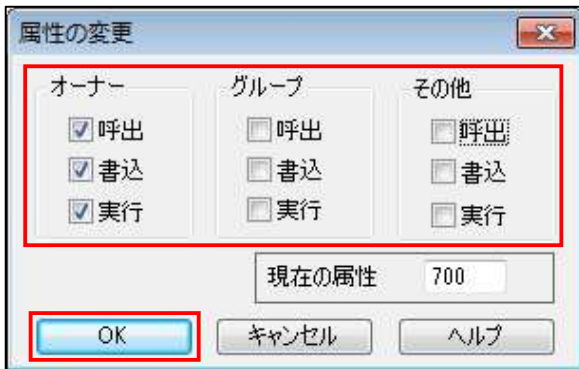 属性の変更
オーナー グループ その他
呼出 呼出 呼出
書込 書込 書込
実行 実行 実行
現在の属性 700
OK キャンセル ヘルプ